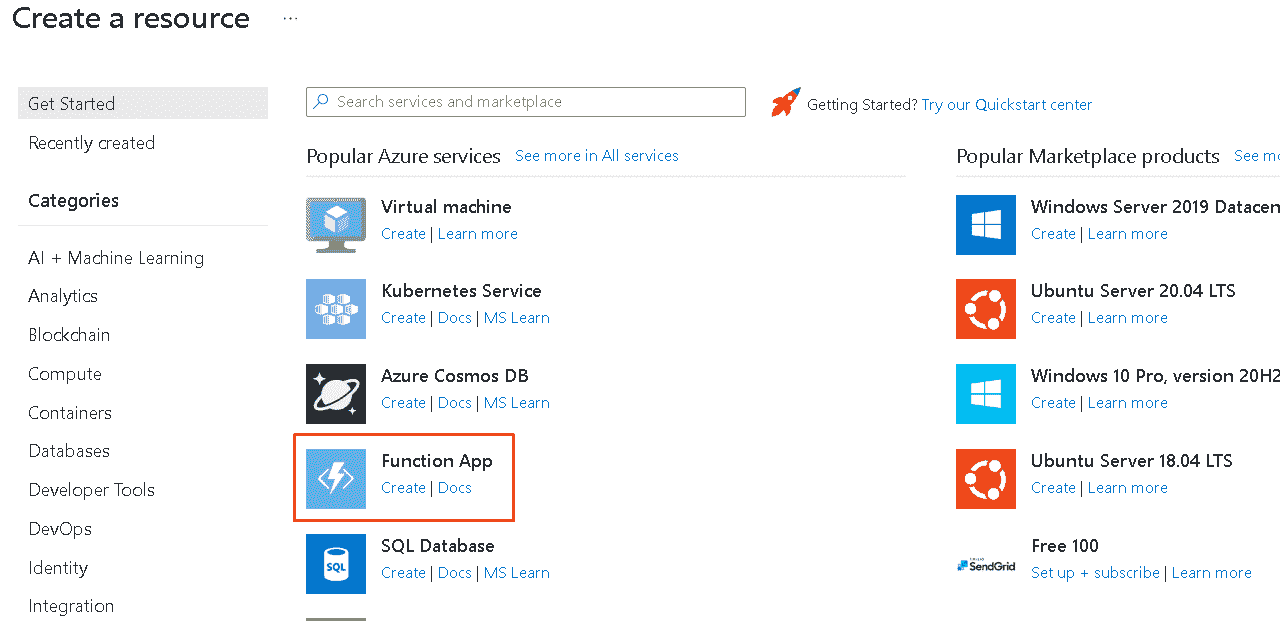 Create a resource ...
Get Started
Recently created
Categories
AI + Machine Learning
Analytics
Blockchain
Compute
Containers
Databases
Developer Tools
DevOps
Identity
Integration
Search services and marketplace
Getting Started? Try our Quickstart center
Popular Azure services See more in All services
Virtual machine
Create | Learn more
Kubernetes Service
Create | Docs | MS Learn
Azure Cosmos DB
Create | Docs | MS Learn
Function App
Create | Docs
SQL
SQL Database
Create | Docs | MS Learn
Popular Marketplace products See mo
Windows Server 2019 Datacen
Create | Learn more
Ubuntu Server 20.04 LTS
Create | Learn more
Windows 10 Pro, version 20H2
Create | Learn more
Ubuntu Server 18.04 LTS
Create | Learn more
SendGrid
Free 100
Set up + subscribe | Learn more